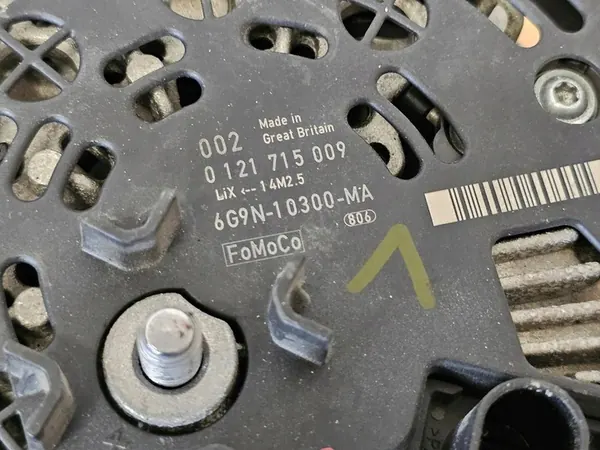 002 Made in
Great Britain
0 121 715 009
LiX <-- 14M2.5
6G9N-10300-MA
806
FoMoCo